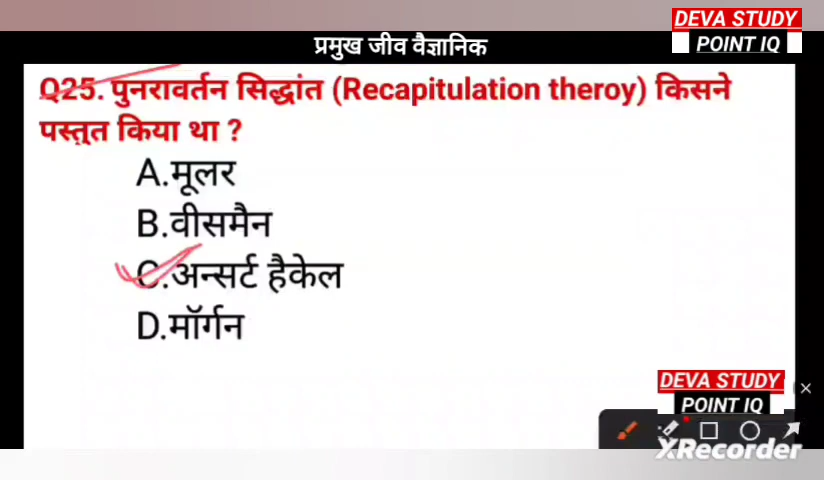 DEVA STUDY
POINT IQ
प्रमुख जीव वैज्ञानिक
Q25. पुनरावर्तन सिद्धांत (Recapitulation theroy) किसने
पस्तुत किया था ?
A.मूलर
B.वीसमैन
C.अन्सर्ट हैकेल
D.मॉर्गन
DEVA STUDY
POINT IQ
XRecorder